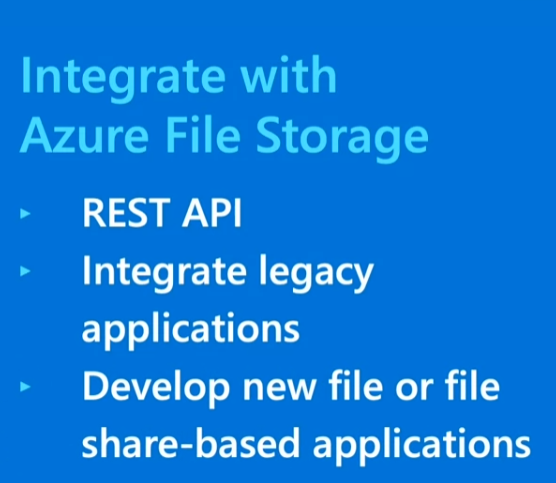 Integrate with
Azure File Storage
▸ REST API
▸ Integrate legacy
applications
▸ Develop new file or file
share-based applications